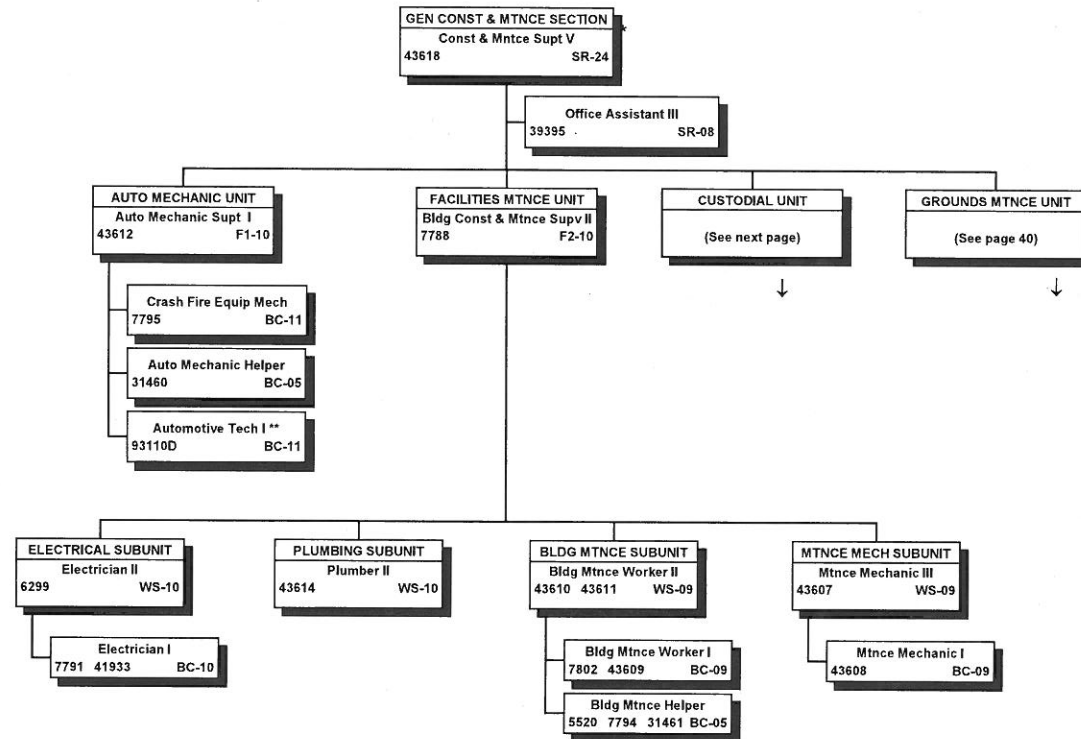 GEN CONST & MTNCE SECTION
Const & Mntce Supt V *
43618 SR-24
Office Assistant III
39395 SR-08
AUTO MECHANIC UNIT
Auto Mechanic Supt I
43612 F1-10
FACILITIES MTNCE UNIT
Bldg Const & Mtnce Supv II
7788 F2-10
CUSTODIAL UNIT
(See next page)
↓
GROUNDS MTNCE UNIT
(See page 40)
↓
Crash Fire Equip Mech
7795 BC-11
Auto Mechanic Helper
31460 BC-05
Automotive Tech I **
93110D BC-11
ELECTRICAL SUBUNIT
Electrician II
6299 WS-10
Electrician I
7791 41933 BC-10
PLUMBING SUBUNIT
Plumber II
43614 WS-10
BLDG MTNCE SUBUNIT
Bldg Mtnce Worker II
43610 43611 WS-09
Bldg Mtnce Worker I
7802 43609 BC-09
Bldg Mtnce Helper
5520 7794 31461 BC-05
MTNCE MECH SUBUNIT
Mtnce Mechanic III
43607 WS-09
Mtnce Mechanic I
43608 BC-09